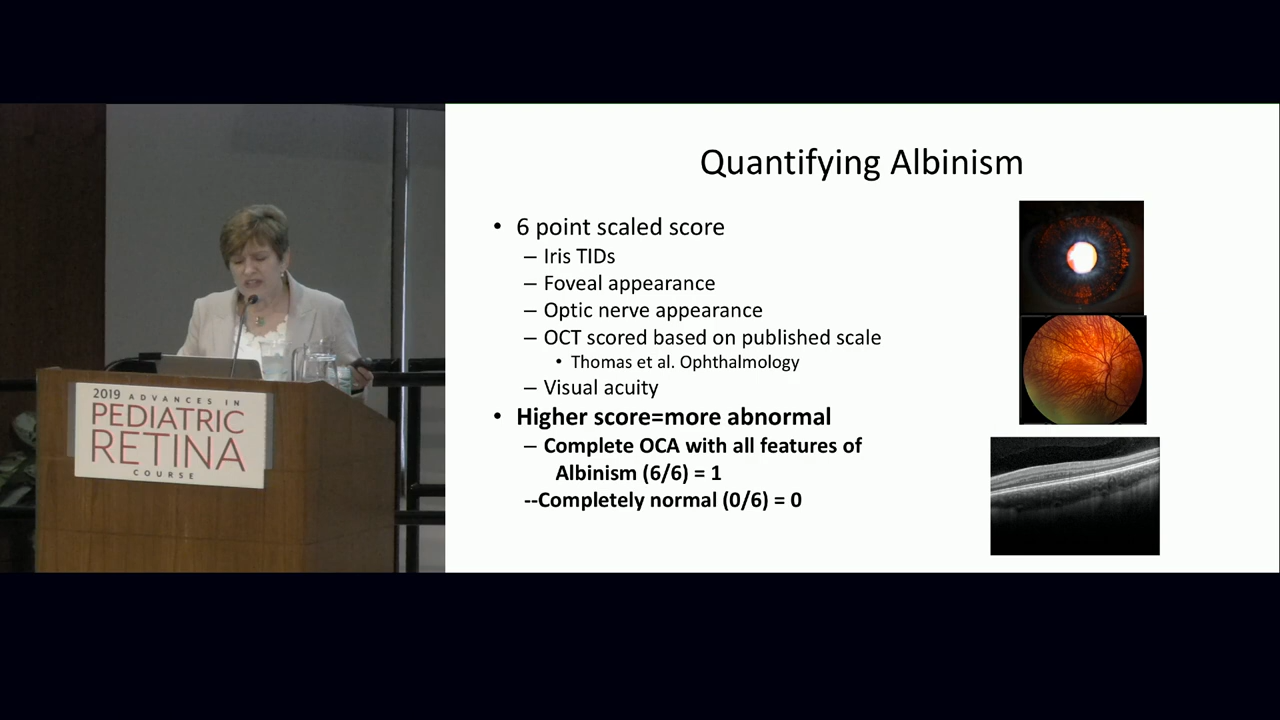 2019 ADVANCES IN
PEDIATRIC
RETINA
COURSE
Quantifying Albinism
• 6 point scaled score
– Iris TIDs
– Foveal appearance
– Optic nerve appearance
– OCT scored based on published scale
• Thomas et al. Ophthalmology
– Visual acuity
• Higher score=more abnormal
– Complete OCA with all features of
Albinism (6/6) = 1
--Completely normal (0/6) = 0